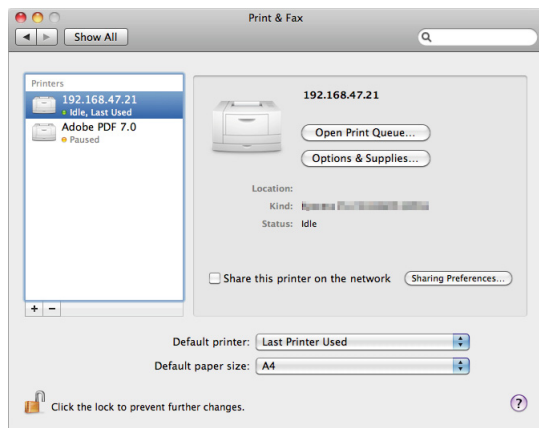 Print & Fax
Show All
Printers
192.168.47.21
Idle, Last Used
Adobe PDF 7.0
Paused
192.168.47.21
Open Print Queue...
Options & Supplies...
Location:
Kind:
Status: Idle
Share this printer on the network
Sharing Preferences...
+ −
Default printer: Last Printer Used
Default paper size: A4
Click the lock to prevent further changes.
?